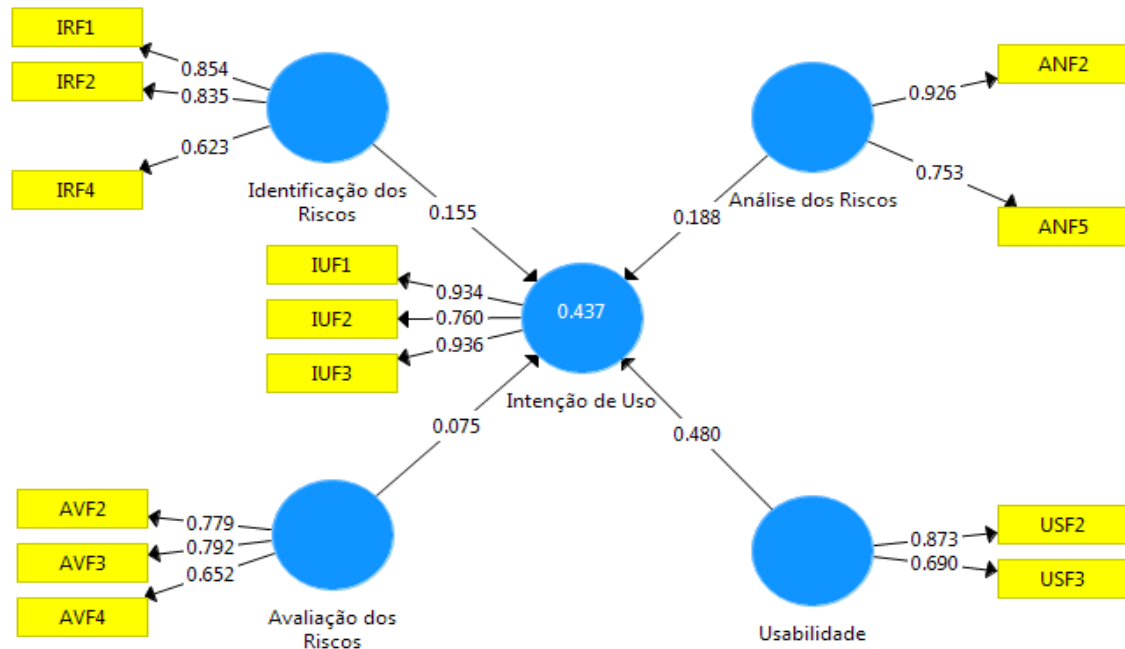 IRF1
0.854
IRF2
0.835
0.623
IRF4
Identificação dos
Riscos
0.155
ANF2
0.926
0.753
ANF5
Análise dos Riscos
0.188
IUF1
0.934
IUF2
0.760
IUF3
0.936
0.437
Intenção de Uso
0.075
0.480
AVF2
0.779
AVF3
0.792
0.652
AVF4
Avaliação dos
Riscos
USF2
0.873
0.690
USF3
Usabilidade